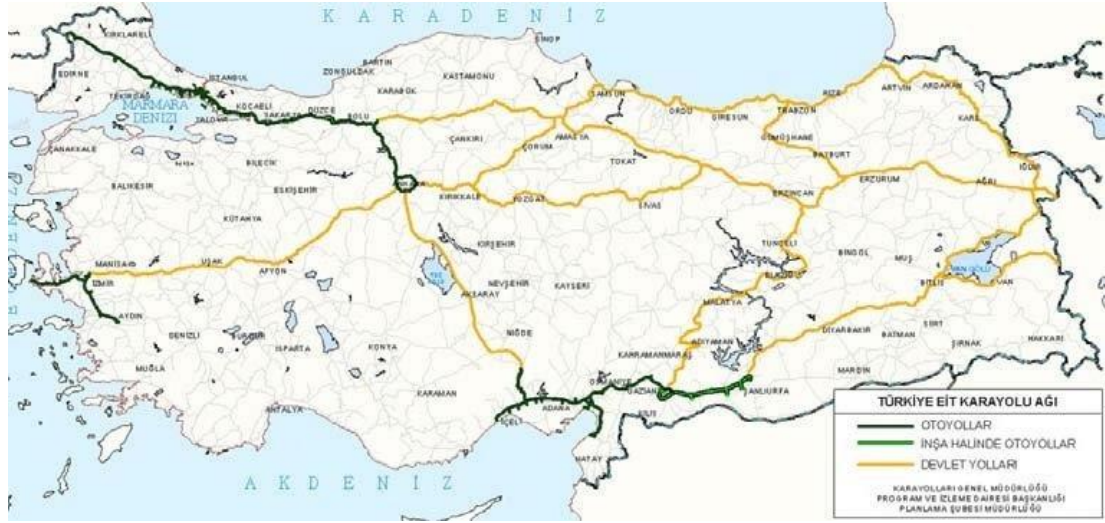 K A R A D E N İ Z
KIRKLARELİ
SİNOP
BARTIN
EDİRNE
ZONGULDAK
KASTAMONU
İSTANBUL
TEKİRDAĞ
KARABÜK
SAMSUN
RİZE
ARTVİN
ARDAHAN
MARMARA
DENİZİ
KOCAELİ
SAKARYA
DÜZCE
BOLU
ORDU
GİRESUN
TRABZON
YALOVA
KARS
ÇANKIRI
AMASYA
GÜMÜŞHANE
ÇANAKKALE
ÇORUM
BAYBURT
BİLECİK
TOKAT
IĞDIR
BALIKESİR
ESKİŞEHİR
ERZİNCAN
ERZURUM
AĞRI
KIRIKKALE
YOZGAT
SİVAS
KÜTAHYA
KIRŞEHİR
TUNCELİ
BİNGÖL
MUŞ
MANİSA
UŞAK
AFYON
VAN GÖLÜ
İZMİR
NEVŞEHİR
KAYSERİ
BİTLİS
VAN
AKSARAY
MALATYA
AYDIN
DİYARBAKIR
BATMAN
SİİRT
DENİZLİ
BURDUR
ISPARTA
KONYA
NİĞDE
ADIYAMAN
ŞIRNAK
HAKKARİ
KAHRAMANMARAŞ
MUĞLA
MARDİN
KARAMAN
OSMANİYE
GAZİAN
ANLIURFA
ANTALYA
İÇEL
ADANA
KİLİS
HATAY
A K D E N İ Z
TÜRKİYE EİT KARAYOLU AĞI
OTOYOLLAR
İNŞA HALİNDE OTOYOLLAR
DEVLET YOLLARI
KARAYOLLARI GENEL MÜDÜRLÜĞÜ
PROGRAM VE İZLEME DAİRESİ BAŞKANLIĞI
PLANLAMA ŞUBESİ MÜDÜRLÜĞÜ